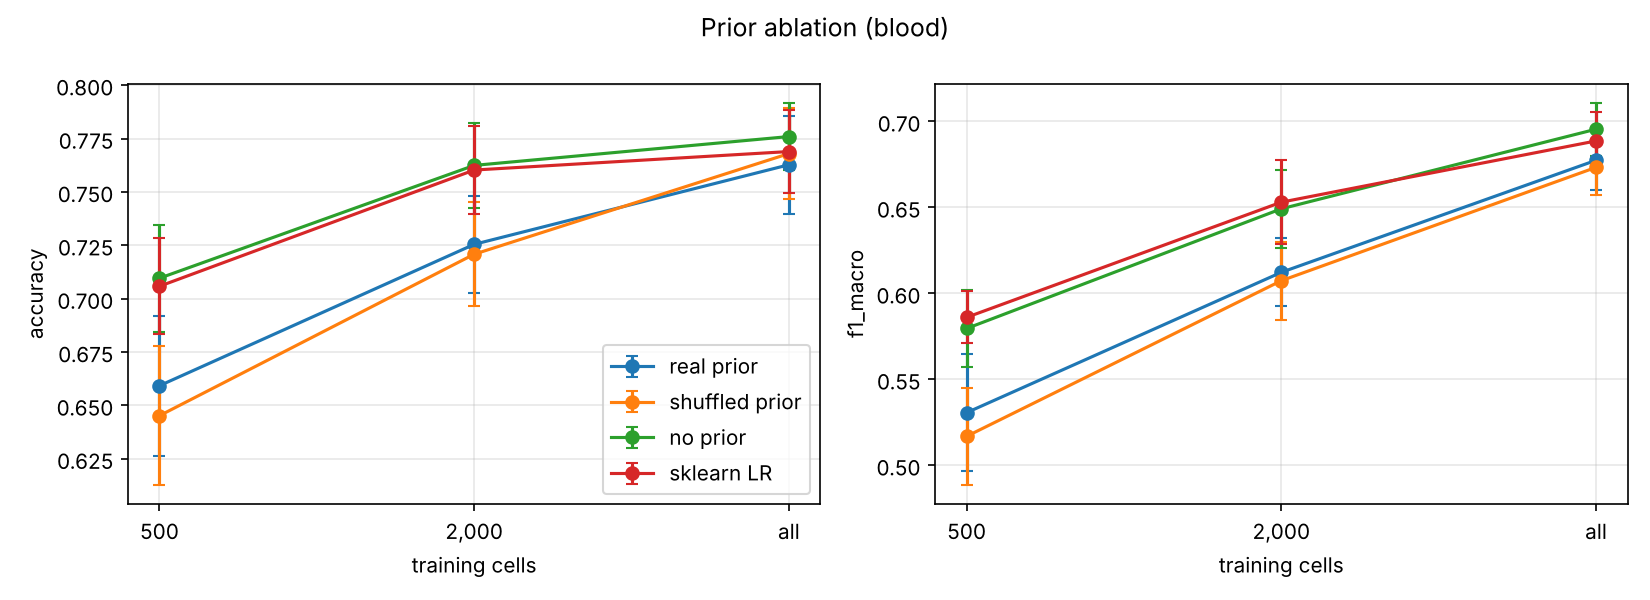 Prior ablation (blood)
accuracy
0.800
0.775
0.750
0.725
0.700
0.675
0.650
0.625
500
2,000
all
training cells
real prior
shuffled prior
no prior
sklearn LR
f1_macro
0.70
0.65
0.60
0.55
0.50
500
2,000
all
training cells